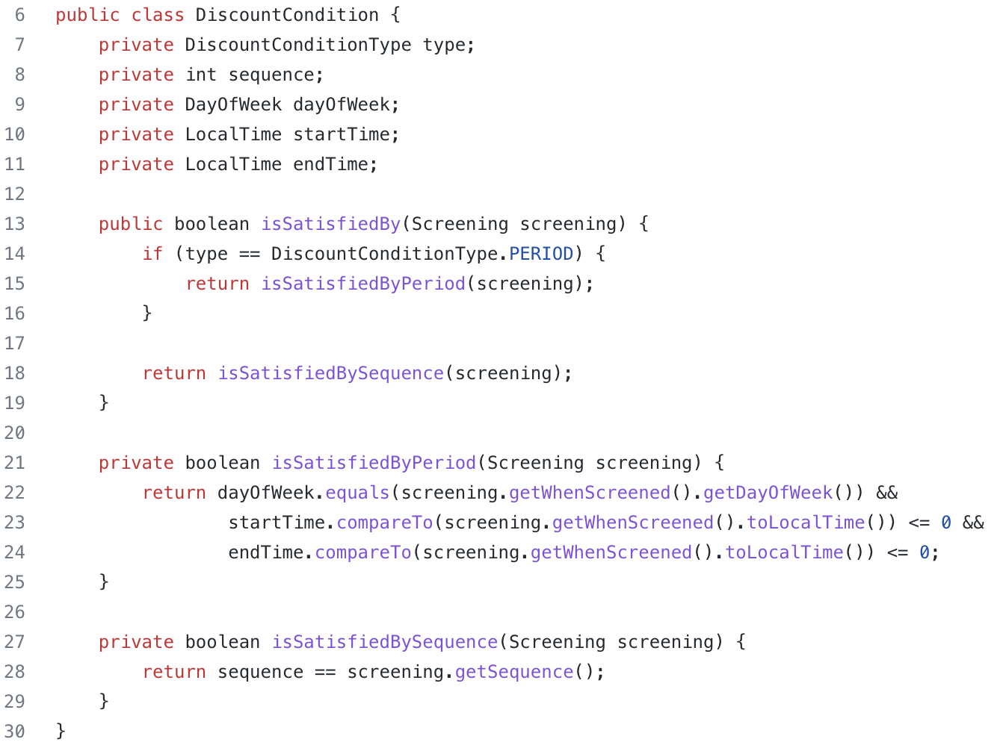 6 public class DiscountCondition {
7     private DiscountConditionType type;
8     private int sequence;
9     private DayOfWeek dayOfWeek;
10     private LocalTime startTime;
11     private LocalTime endTime;
12
13     public boolean isSatisfiedBy(Screening screening) {
14         if (type == DiscountConditionType.PERIOD) {
15             return isSatisfiedByPeriod(screening);
16         }
17
18         return isSatisfiedBySequence(screening);
19     }
20
21     private boolean isSatisfiedByPeriod(Screening screening) {
22         return dayOfWeek.equals(screening.getWhenScreened().getDayOfWeek()) &&
23                 startTime.compareTo(screening.getWhenScreened().toLocalTime()) <= 0 &&
24                 endTime.compareTo(screening.getWhenScreened().toLocalTime()) <= 0;
25     }
26
27     private boolean isSatisfiedBySequence(Screening screening) {
28         return sequence == screening.getSequence();
29     }
30 }